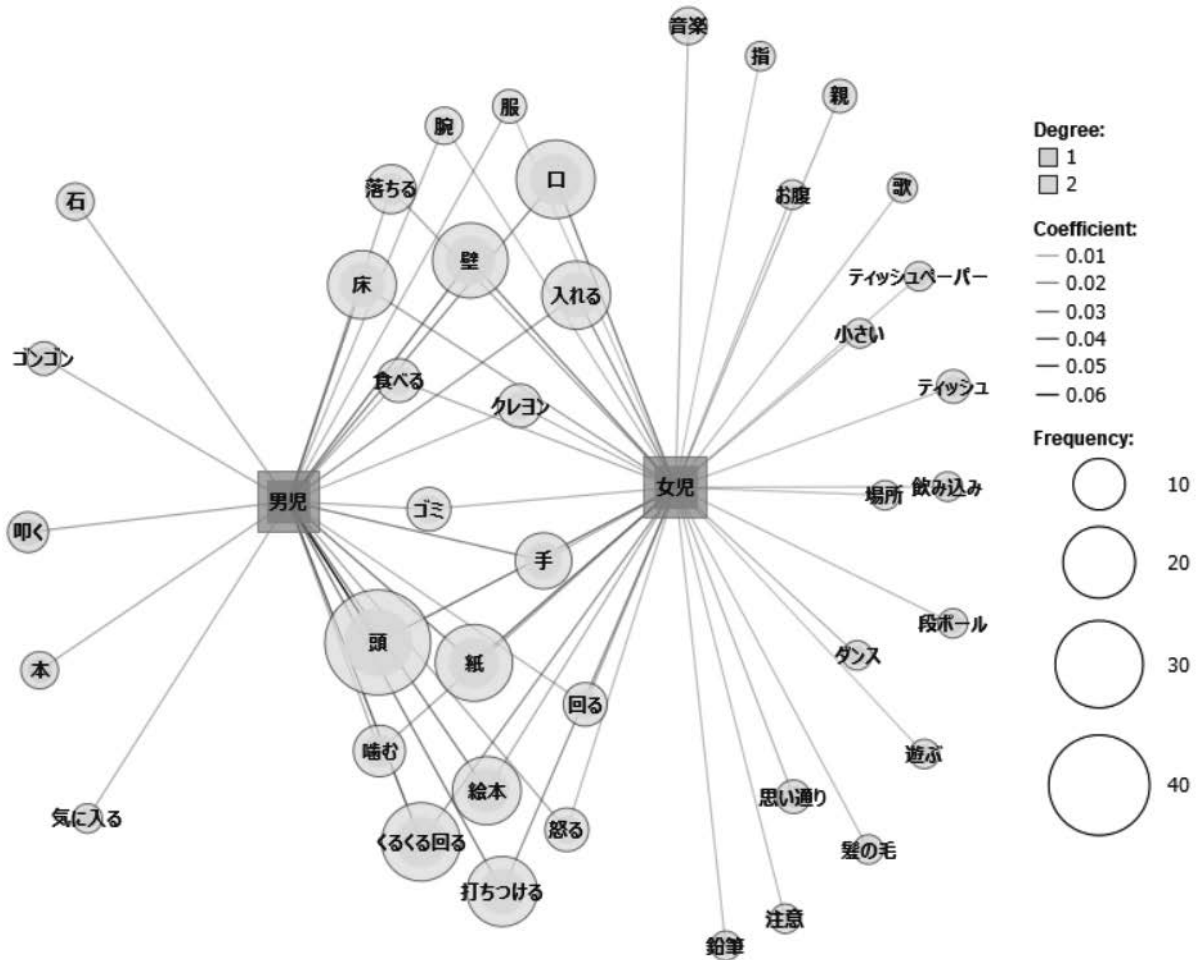 音楽
指
親
服
腕
口
落ちる
お腹
歌
石
壁
床
入れる
ティッシュペーパー
小さい
ゴンゴン
食べる
クレヨン
ティッシュ
男児
女児
ゴミ
場所
飲み込み
叩く
手
頭
紙
段ボール
ダンス
本
回る
噛む
遊ぶ
絵本
思い通り
気に入る
くるくる回る
怒る
髪の毛
打ちつける
注意
鉛筆
Degree:
1
2
Coefficient:
0.01
0.02
0.03
0.04
0.05
0.06
Frequency:
10
20
30
40